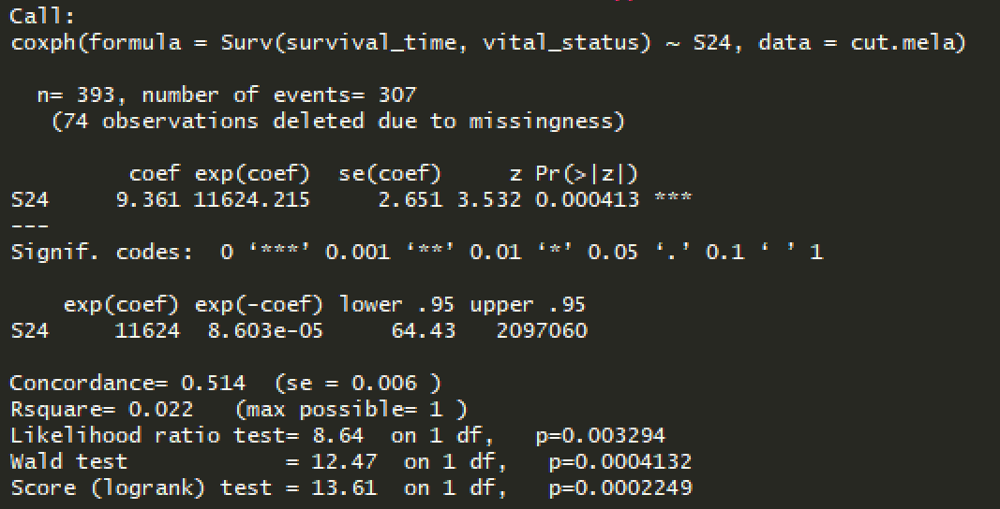 Call:
coxph(formula = Surv(survival_time, vital_status) ~ S24, data = cut.mela)
n= 393, number of events= 307
(74 observations deleted due to missingness)
coef exp(coef) se(coef) z Pr(>|z|)
S24 9.361 11624.215 2.651 3.532 0.000413 ***
---
Signif. codes: 0 ‘***’ 0.001 ‘**’ 0.01 ‘*’ 0.05 ‘.’ 0.1 ‘ ’ 1
exp(coef) exp(-coef) lower .95 upper .95
S24 11624 8.603e-05 64.43 2097060
Concordance= 0.514 (se = 0.006 )
Rsquare= 0.022 (max possible= 1 )
Likelihood ratio test= 8.64 on 1 df, p=0.003294
Wald test = 12.47 on 1 df, p=0.0004132
Score (logrank) test = 13.61 on 1 df, p=0.0002249